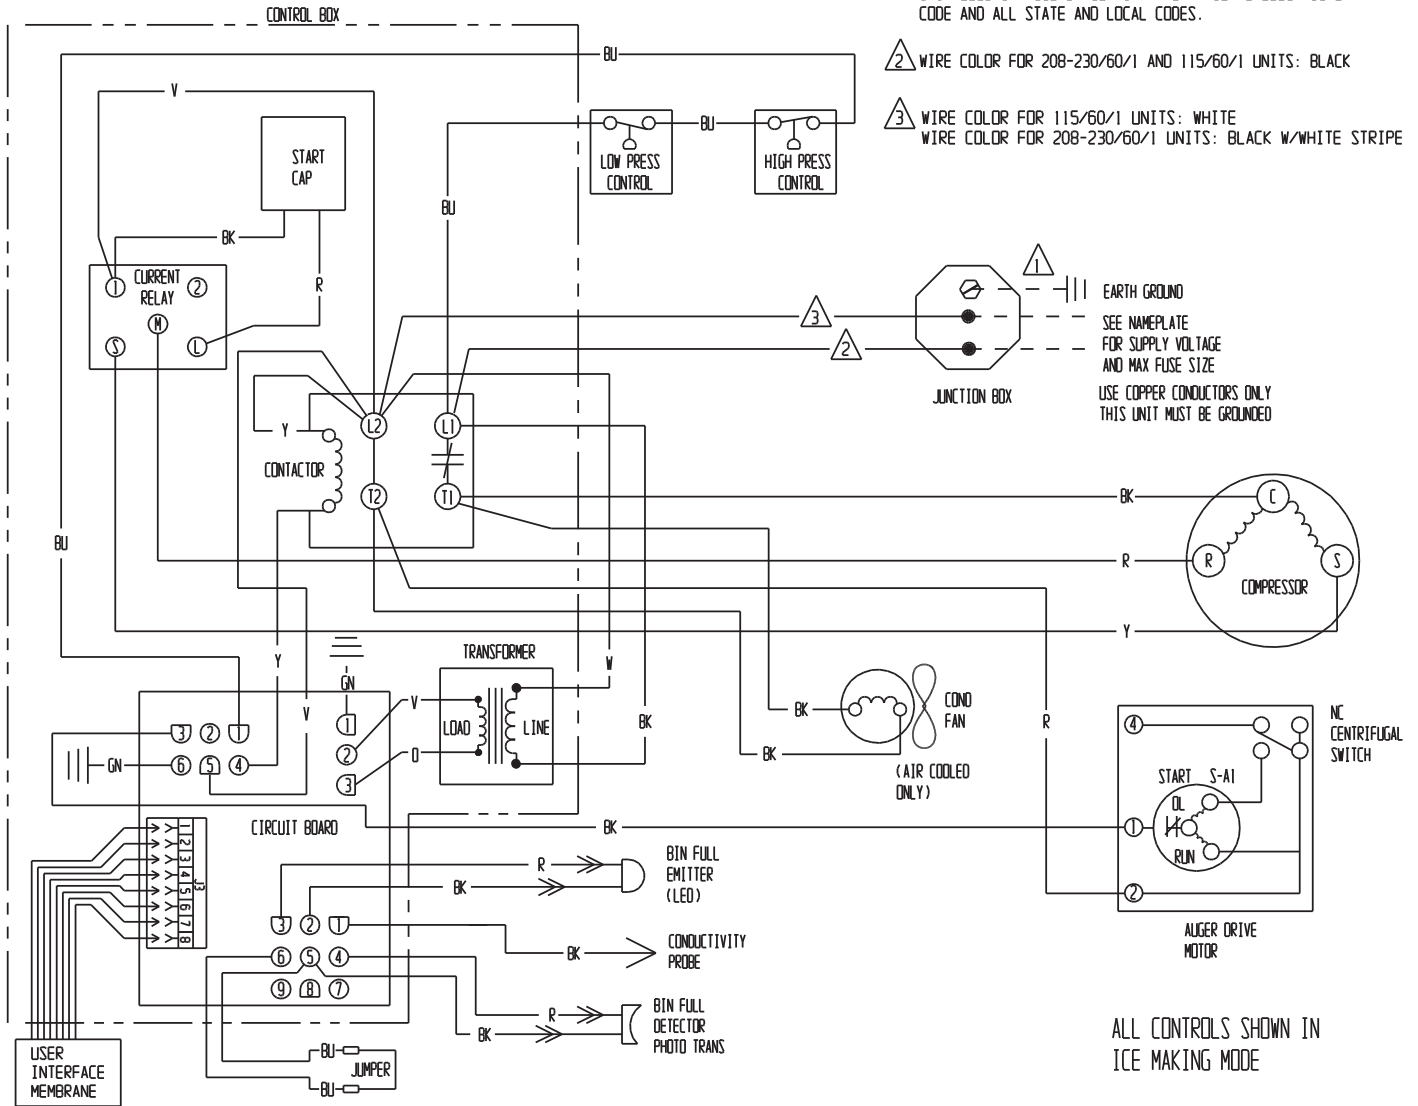 CONTROL BOX
CODE AND ALL STATE AND LOCAL CODES.
BU
2 WIRE COLOR FOR 208-230/60/1 AND 115/60/1 UNITS: BLACK
V
3 WIRE COLOR FOR 115/60/1 UNITS: WHITE
WIRE COLOR FOR 208-230/60/1 UNITS: BLACK W/WHITE STRIPE
BU
START
CAP
LOW PRESS
CONTROL
HIGH PRESS
CONTROL
BU
BK
R
1
CURRENT
RELAY
2
M
S
L
1
EARTH GROUND
3
2
SEE NAMEPLATE
FOR SUPPLY VOLTAGE
AND MAX FUSE SIZE
JUNCTION BOX
USE COPPER CONDUCTORS ONLY
THIS UNIT MUST BE GROUNDED
Y
L2
L1
CONTACTOR
T2
T1
BK
C
BU
R
R
S
COMPRESSOR
Y
Y
TRANSFORMER
W
GN
V
V
LOAD
LINE
BK
O
BK
COND
FAN
BK
(AIR COOLED
ONLY)
R
1
2
3
3
2
1
6
5
4
GN
4
NC
CENTRIFUGAL
SWITCH
START
S-A1
OL
1
RUN
2
AUGER DRIVE
MOTOR
CIRCUIT BOARD
BK
1
2
3
4
5
6
7
8
J3
R
BK
BIN FULL
EMITTER
(LED)
3
2
1
6
5
4
9
8
7
BK
CONDUCTIVITY
PROBE
R
BK
BIN FULL
DETECTOR
PHOTO TRANS
BU
JUMPER
BU
USER
INTERFACE
MEMBRANE
ALL CONTROLS SHOWN IN
ICE MAKING MODE